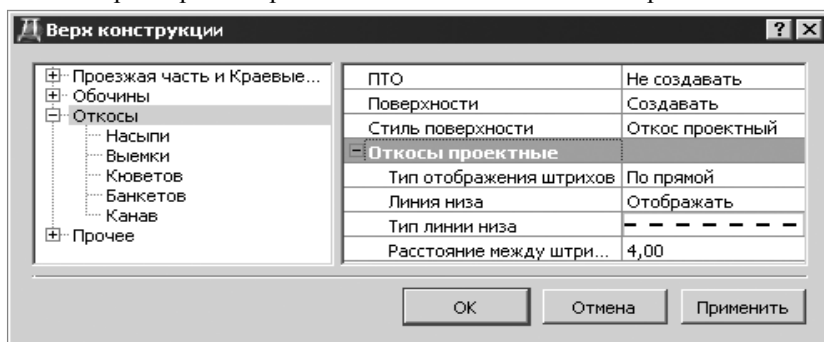 Верх конструкции
Проезжая часть и Краевые...
Обочины
Откосы
Насыпи
Выемки
Кюветов
Банкетов
Канав
Прочее
ПТО Не создавать
Поверхности Создавать
Стиль поверхности Откос проектный
Откосы проектные
Тип отображения штрихов По прямой
Линия низа Отображать
Тип линии низа
Расстояние между штри... 4,00
ОК Отмена Применить